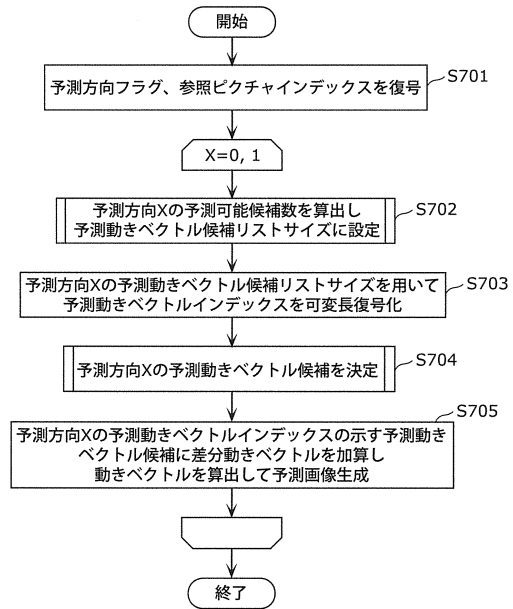 開始
予測方向フラグ、参照ピクチャインデックスを復号
S701
X=0, 1
予測方向Xの予測可能候補数を算出し
予測動きベクトル候補リストサイズに設定
S702
予測方向Xの予測動きベクトル候補リストサイズを用いて
予測動きベクトルインデックスを可変長復号化
S703
予測方向Xの予測動きベクトル候補を決定
S704
予測方向Xの予測動きベクトルインデックスの示す予測動き
ベクトル候補に差分動きベクトルを加算し
動きベクトルを算出して予測画像生成
S705
終了